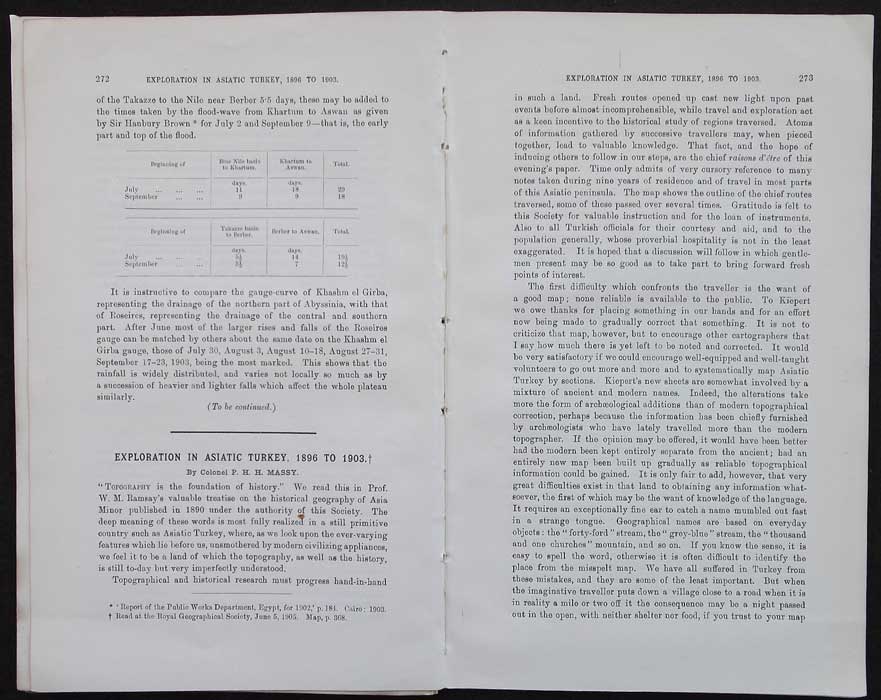 272 EXPLORATION IN ASIATIC TURKEY, 1896 TO 1903.
of the Takazze to the Nile near Berber 5·5 days, these may be added to
the times taken by the flood-wave from Khartum to Aswan as given
by Sir Hanbury Brown * for July 2 and September 9—that is, the early
part and top of the flood.
Beginning of | Blue Nile basin to Khartum. | Khartum to Aswan. | Total.
days. days.
July ... ... ... 11 18 29
September ... ... 9 9 18
Beginning of | Takazze basin to Berber. | Berber to Aswan. | Total.
days. days.
July ... ... ... 5½ 14 19½
September ... ... 5½ 7 12½
It is instructive to compare the gauge-curve of Khashm el Girba,
representing the drainage of the northern part of Abyssinia, with that
of Roseires, representing the drainage of the central and southern
part. After June most of the larger rises and falls of the Roseires
gauge can be matched by others about the same date on the Khashm el
Girba gauge, those of July 30, August 3, August 10-18, August 27-31,
September 17-23, 1903, being the most marked. This shows that the
rainfall is widely distributed, and varies not locally so much as by
a succession of heavier and lighter falls which affect the whole plateau
similarly.
(To be continued.)
EXPLORATION IN ASIATIC TURKEY, 1896 TO 1903.†
By Colonel P. H. H. MASSY.
"TOPOGRAPHY is the foundation of history." We read this in Prof.
W. M. Ramsay's valuable treatise on the historical geography of Asia
Minor published in 1890 under the authority of this Society. The
deep meaning of these words is most fully realized in a still primitive
country such as Asiatic Turkey, where, as we look upon the ever-varying
features which lie before us, unsmothered by modern civilizing appliances,
we feel it to be a land of which the topography, as well as the history,
is still to-day but very imperfectly understood.
Topographical and historical research must progress hand-in-hand
* 'Report of the Public Works Department, Egypt, for 1902,' p. 184. Cairo: 1903.
† Read at the Royal Geographical Society, June 5, 1905. Map, p. 368.
EXPLORATION IN ASIATIC TURKEY, 1896 TO 1903. 273
in such a land. Fresh routes opened up cast new light upon past
events before almost incomprehensible, while travel and exploration act
as a keen incentive to the historical study of regions traversed. Atoms
of information gathered by successive travellers may, when pieced
together, lead to valuable knowledge. That fact, and the hope of
inducing others to follow in our steps, are the chief raisons d'être of this
evening's paper. Time only admits of very cursory reference to many
notes taken during nine years of residence and of travel in most parts
of this Asiatic peninsula. The map shows the outline of the chief routes
traversed, some of these passed over several times. Gratitude is felt to
this Society for valuable instruction and for the loan of instruments.
Also to all Turkish officials for their courtesy and aid, and to the
population generally, whose proverbial hospitality is not in the least
exaggerated. It is hoped that a discussion will follow in which gentle-
men present may be so good as to take part to bring forward fresh
points of interest.
The first difficulty which confronts the traveller is the want of
a good map; none reliable is available to the public. To Kiepert
we owe thanks for placing something in our hands and for an effort
now being made to gradually correct that something. It is not to
criticize that map, however, but to encourage other cartographers that
I say how much there is yet left to be noted and corrected. It would
be very satisfactory if we could encourage well-equipped and well-taught
volunteers to go out more and more and to systematically map Asiatic
Turkey by sections. Kiepert's new sheets are somewhat involved by a
mixture of ancient and modern names. Indeed, the alterations take
more the form of archæological additions than of modern topographical
correction, perhaps because the information has been chiefly furnished
by archæologists who have lately travelled more than the modern
topographer. If the opinion may be offered, it would have been better
had the modern been kept entirely separate from the ancient; had an
entirely new map been built up gradually as reliable topographical
information could be gained. It is only fair to add, however, that very
great difficulties exist in that land to obtaining any information what-
soever, the first of which may be the want of knowledge of the language.
It requires an exceptionally fine ear to catch a name mumbled out fast
in a strange tongue. Geographical names are based on everyday
objects: the "forty-ford" stream, the "grey-blue" stream, the "thousand
and one churches" mountain, and so on. If you know the sense, it is
easy to spell the word, otherwise it is often difficult to identify the
place from the misspelt map. We have all suffered in Turkey from
these mistakes, and they are some of the least important. But when
the imaginative traveller puts down a village close to a road when it is
in reality a mile or two off it the consequence may be a night passed
out in the open, with neither shelter nor food, if you trust to your map